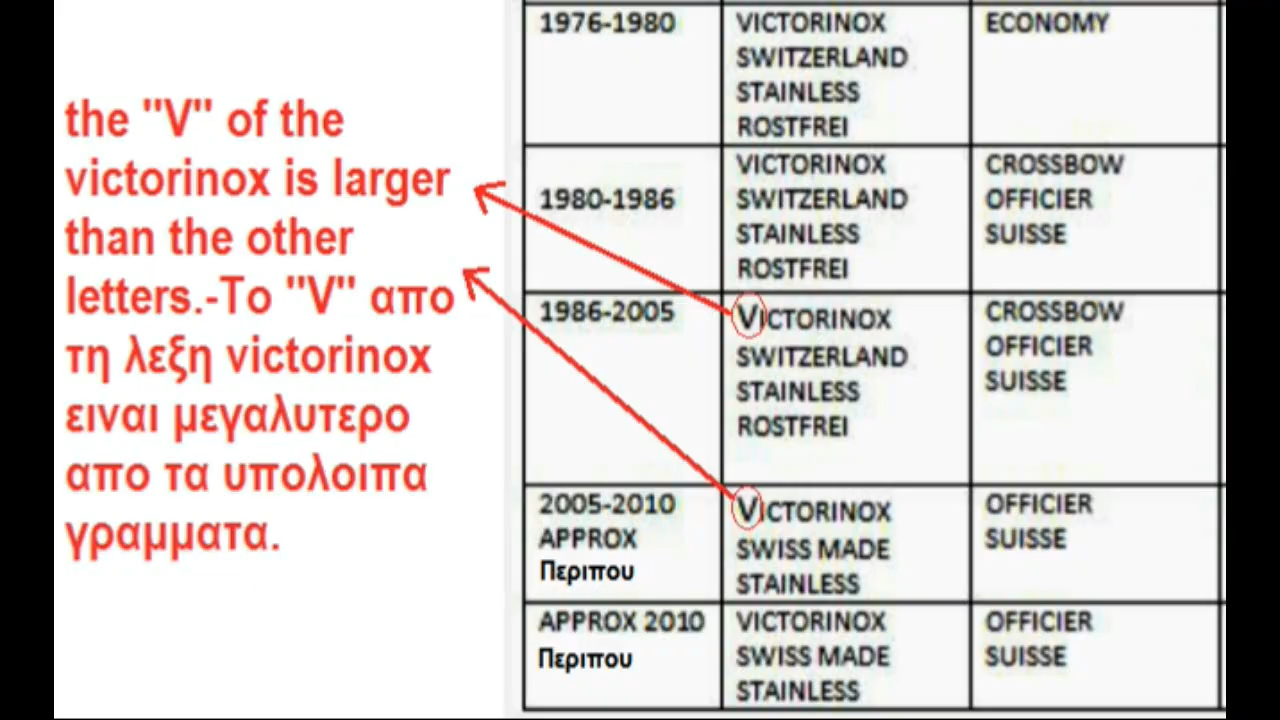 the "V" of the
victorinox is larger
than the other
letters.-Το "V" απο
τη λεξη victorinox
ειναι μεγαλυτερο
απο τα υπολοιπα
γραμματα.
1976-1980
VICTORINOX
SWITZERLAND
STAINLESS
ROSTFREI
ECONOMY
1980-1986
VICTORINOX
SWITZERLAND
STAINLESS
ROSTFREI
CROSSBOW
OFFICIER
SUISSE
1986-2005
VICTORINOX
SWITZERLAND
STAINLESS
ROSTFREI
CROSSBOW
OFFICIER
SUISSE
2005-2010
APPROX
Περιπου
VICTORINOX
SWISS MADE
STAINLESS
OFFICIER
SUISSE
APPROX 2010
Περιπου
VICTORINOX
SWISS MADE
STAINLESS
OFFICIER
SUISSE